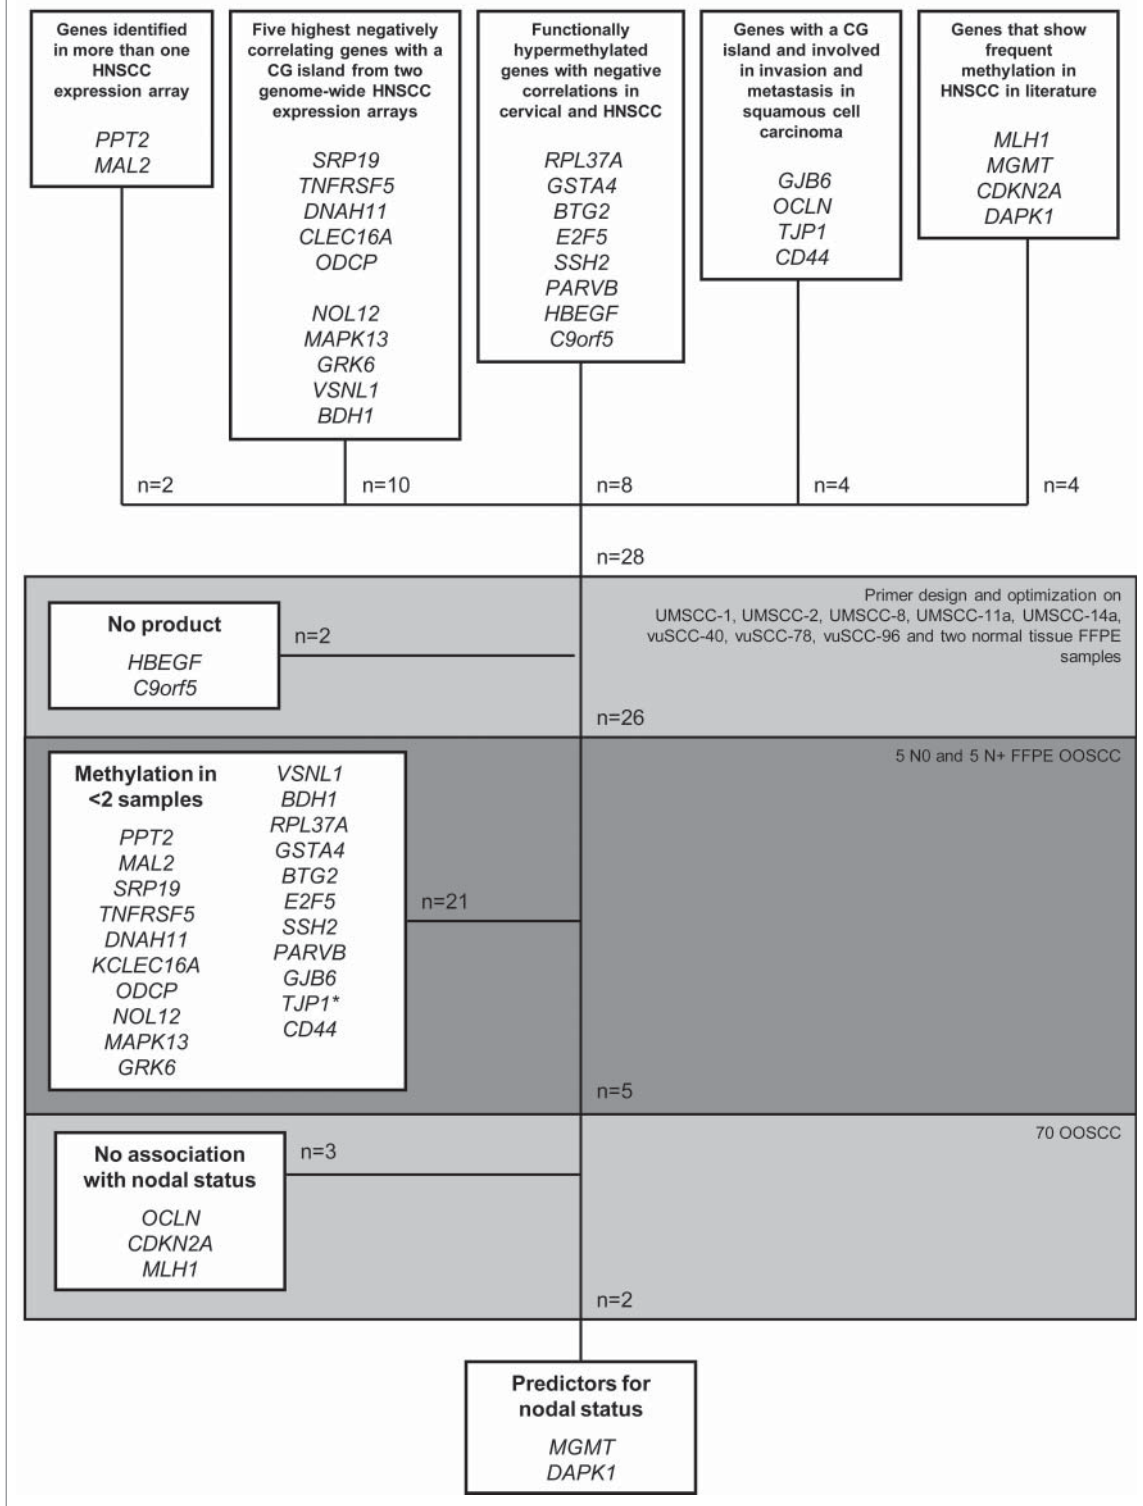 Genes identified
in more than one
HNSCC
expression array
PPT2
MAL2
Five highest negatively
correlating genes with a
CG island from two
genome-wide HNSCC
expression arrays
SRP19
TNFRSF5
DNAH11
CLEC16A
ODCP
NOL12
MAPK13
GRK6
VSNL1
BDH1
Functionally
hypermethylated
genes with negative
correlations in
cervical and HNSCC
RPL37A
GSTA4
BTG2
E2F5
SSH2
PARVB
HBEGF
C9orf5
Genes with a CG
island and involved
in invasion and
metastasis in
squamous cell
carcinoma
GJB6
OCLN
TJP1
CD44
Genes that show
frequent
methylation in
HNSCC in literature
MLH1
MGMT
CDKN2A
DAPK1
n=2
n=10
n=8
n=4
n=4
n=28
Primer design and optimization on
UMSCC-1, UMSCC-2, UMSCC-8, UMSCC-11a, UMSCC-14a,
vuSCC-40, vuSCC-78, vuSCC-96 and two normal tissue FFPE
samples
No product
HBEGF
C9orf5
n=2
n=26
5 N0 and 5 N+ FFPE OOSCC
Methylation in
<2 samples
PPT2
MAL2
SRP19
TNFRSF5
DNAH11
KCLEC16A
ODCP
NOL12
MAPK13
GRK6
VSNL1
BDH1
RPL37A
GSTA4
BTG2
E2F5
SSH2
PARVB
GJB6
TJP1*
CD44
n=21
n=5
70 OOSCC
No association
with nodal status
OCLN
CDKN2A
MLH1
n=3
n=2
Predictors for
nodal status
MGMT
DAPK1